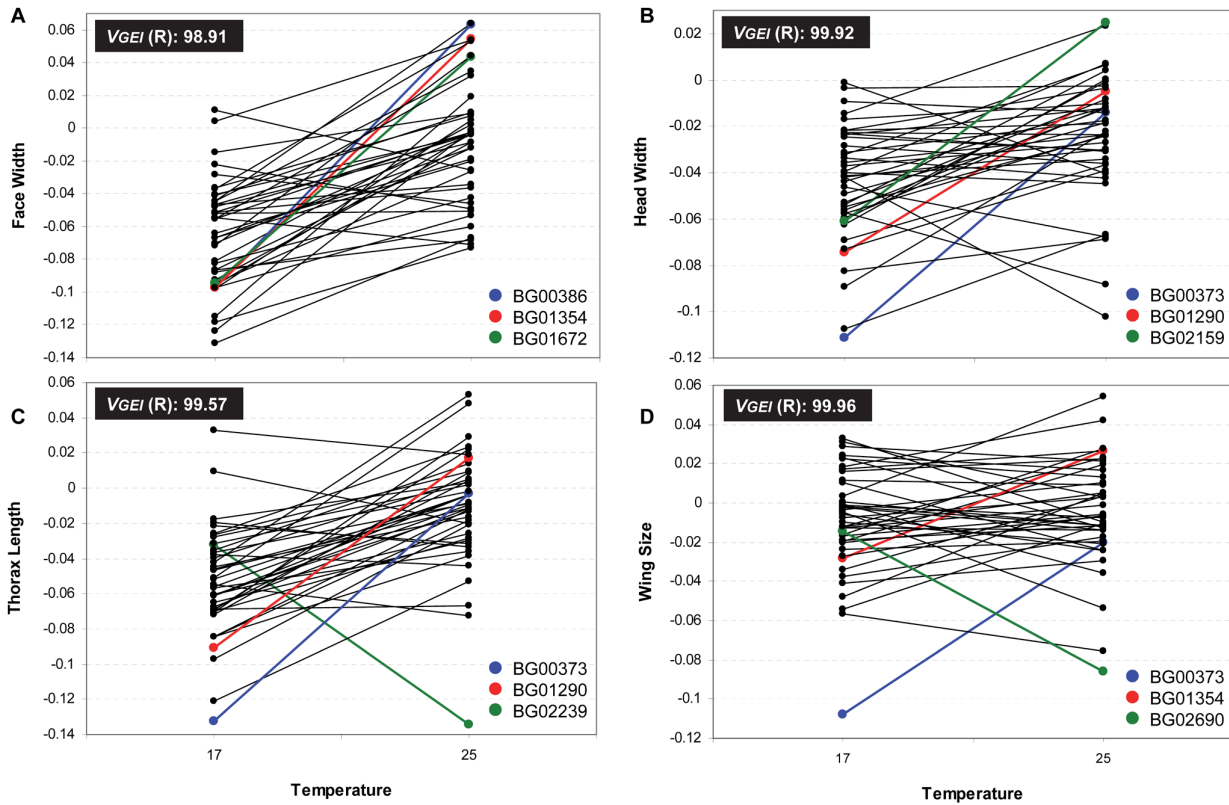 A
VGEI (R): 98.91
Face Width
0.06
0.04
0.02
0
-0.02
-0.04
-0.06
-0.08
-0.1
-0.12
-0.14
BG00386
BG01354
BG01672
B
VGEI (R): 99.92
Head Width
0.02
0
-0.02
-0.04
-0.06
-0.08
-0.1
-0.12
BG00373
BG01290
BG02159
C
VGEI (R): 99.57
Thorax Length
0.06
0.04
0.02
0
-0.02
-0.04
-0.06
-0.08
-0.1
-0.12
-0.14
BG00373
BG01290
BG02239
17
25
Temperature
D
VGEI (R): 99.96
Wing Size
0.06
0.04
0.02
0
-0.02
-0.04
-0.06
-0.08
-0.1
-0.12
BG00373
BG01354
BG02690
17
25
Temperature